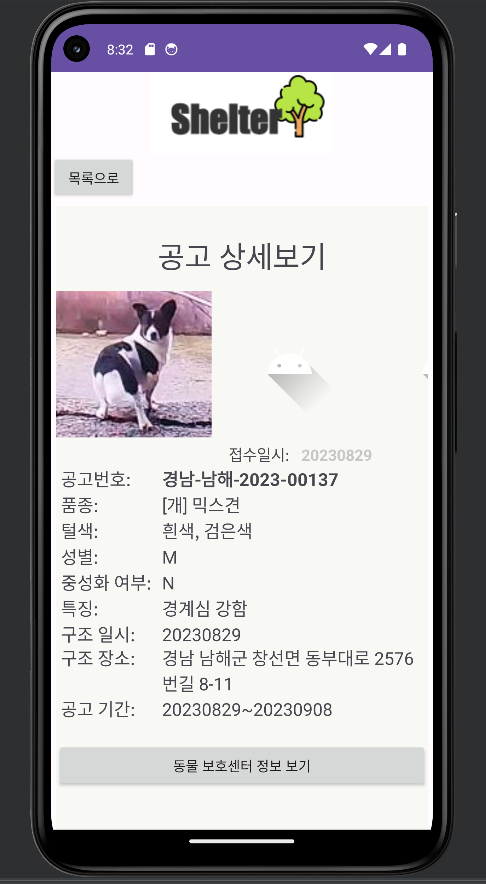 8:32
Shelter
목록으로
공고 상세보기
접수일시: 20230829
공고번호: 경남-남해-2023-00137
품종: [개] 믹스견
털색: 흰색, 검은색
성별: M
중성화 여부: N
특징: 경계심 강함
구조 일시: 20230829
구조 장소: 경남 남해군 창선면 동부대로 2576
번길 8-11
공고 기간: 20230829~20230908
동물 보호센터 정보 보기